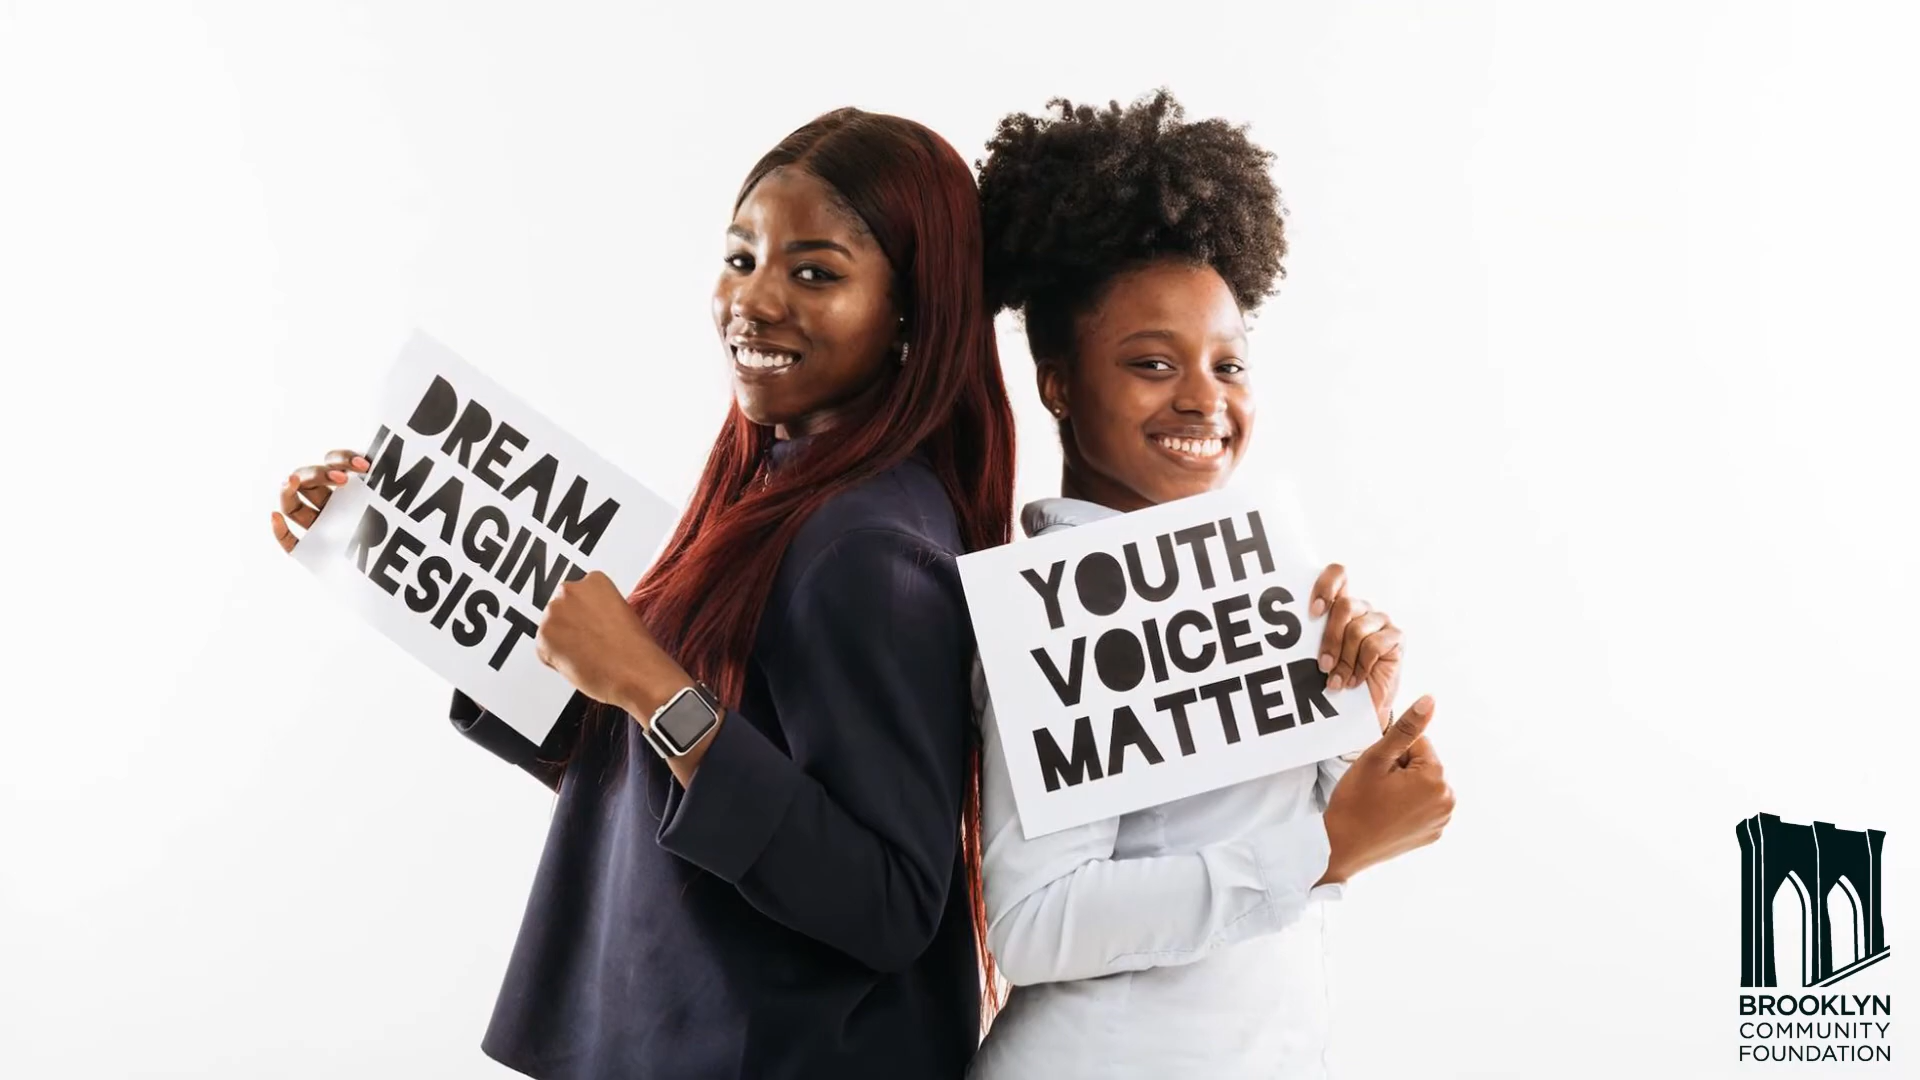 DREAM
IMAGINE
RESIST
YOUTH
VOICES
MATTER
BROOKLYN
COMMUNITY
FOUNDATION